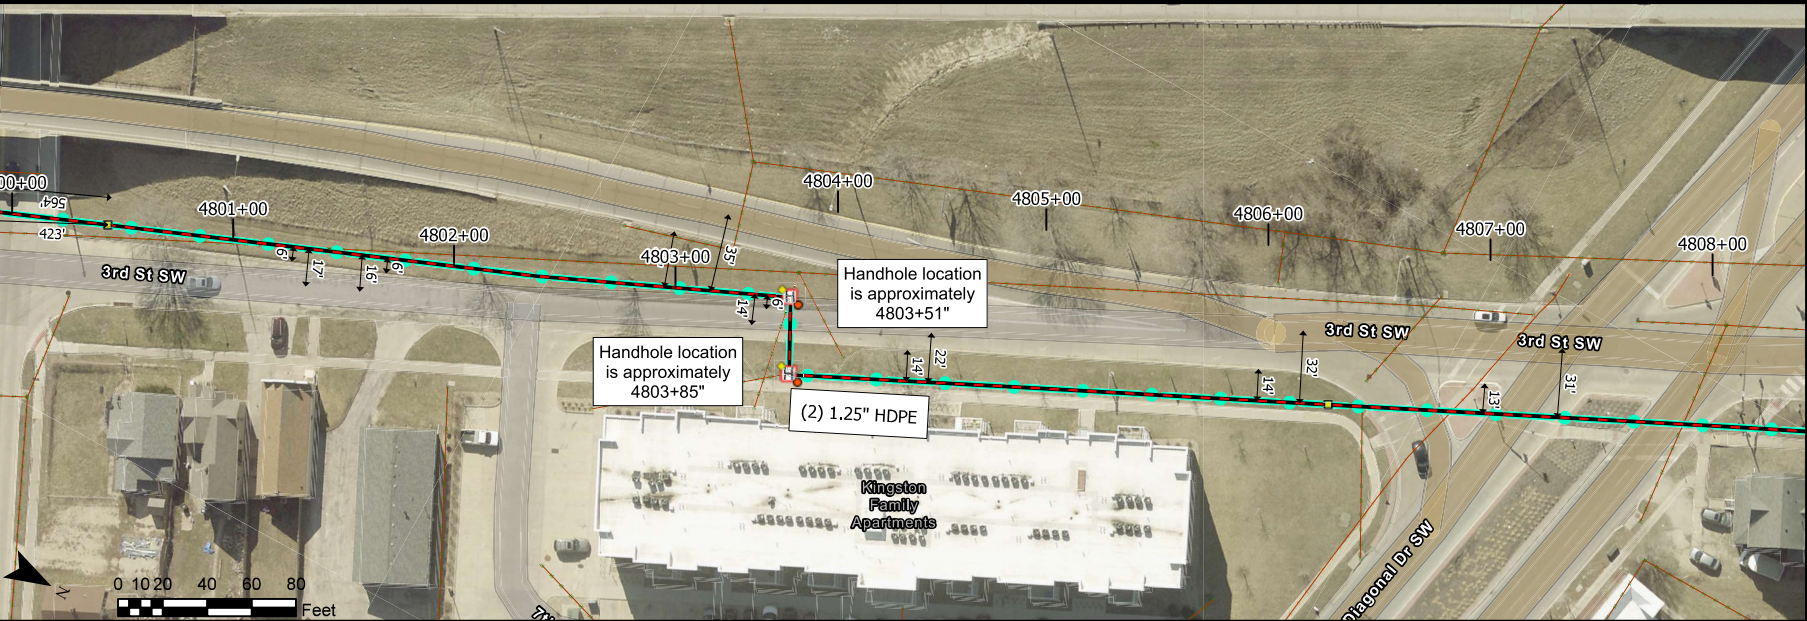 00+00
564'
423'
4801+00
4802+00
4803+00
4804+00
4805+00
4806+00
4807+00
4808+00
3rd St SW
6'
17'
16'
6'
35'
14'
6'
Handhole location
is approximately
4803+51"
Handhole location
is approximately
4803+85"
(2) 1.25" HDPE
14'
22'
14'
32'
13'
31'
3rd St SW
3rd St SW
Kingston
Family
Apartments
Diagonal Dr SW
7th
N
0 10 20 40 60 80
Feet